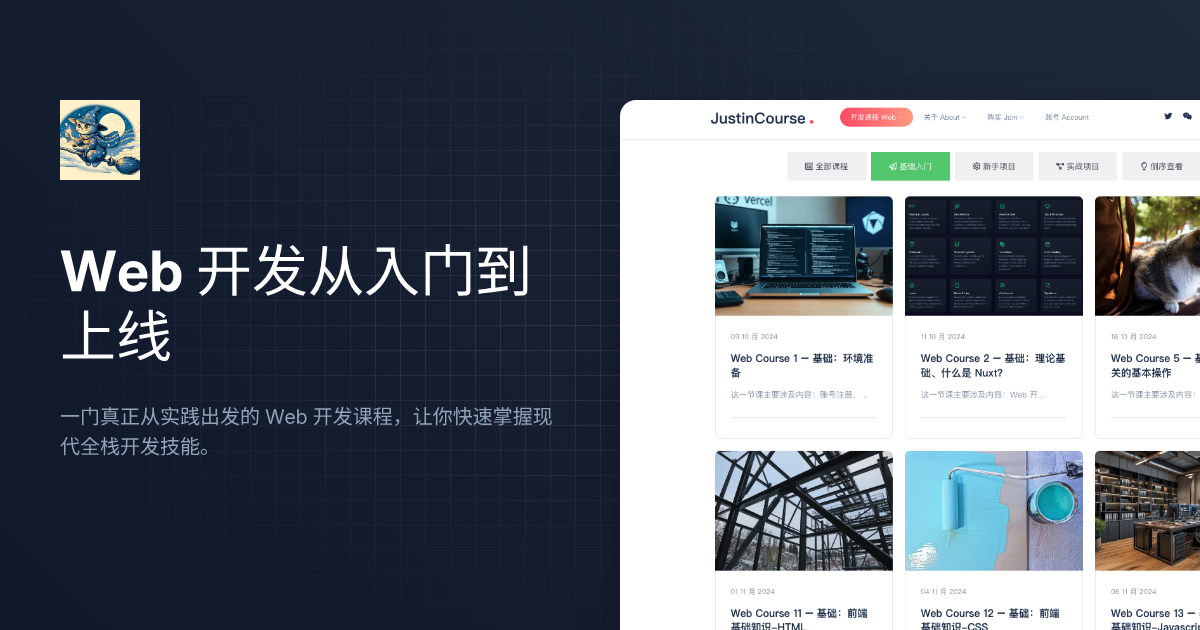 Web 开发从入门到
上线
一门真正从实践出发的 Web 开发课程，让你快速掌握现
代全栈开发技能。
JustinCourse.
开发课程 Web
关于 About
购买 Join
账号 Account
全部课程
基础入门
新手项目
实战项目
倒序查看
Vercel
09 10 月 2024
Web Course 1 — 基础：环境准
备
这一节课主要涉及内容：账号注册、...
11 10 月 2024
Web Course 2 — 基础：理论基
础、什么是 Nuxt?
这一节课主要涉及内容：Web 开...
18 10 月 2024
Web Course 5 — 
关的基本操作
这一节课主要涉及内容：
01 11 月 2024
Web Course 11 — 基础：前端
基础知识-HTML
04 11 月 2024
Web Course 12 — 基础：前端
基础知识-CSS
06 11 月 2024
Web Course 13 — 
基础知识-Javascri